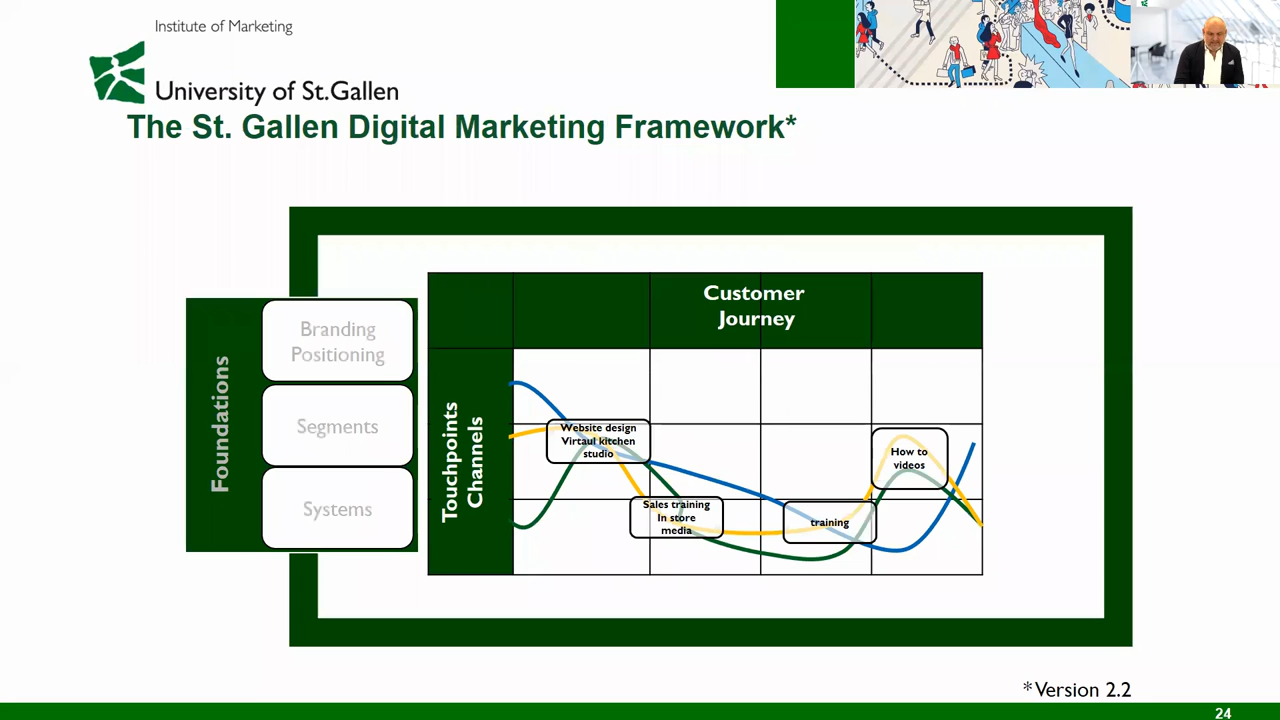 Institute of Marketing
University of St.Gallen
The St. Gallen Digital Marketing Framework*
Foundations
Branding
Positioning
Segments
Systems
Customer
Journey
Touchpoints
Channels
Website design
Virtaul kitchen
studio
Sales training
In store
media
training
How to
videos
* Version 2.2
24